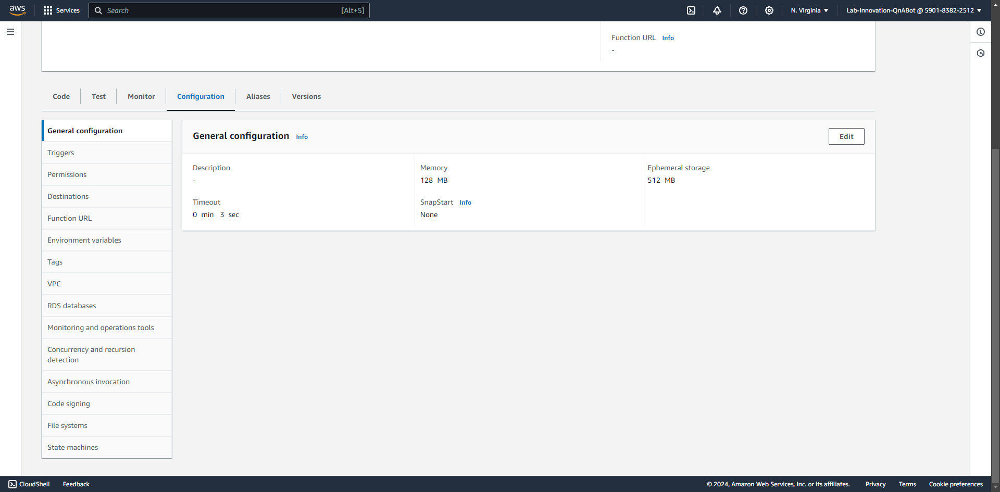 aws
Services
Search
[Alt+S]
N. Virginia
Lab-Innovation-QnABot @ 5901-8382-2512
Function URL Info
-
Code
Test
Monitor
Configuration
Aliases
Versions
General configuration
Triggers
Permissions
Destinations
Function URL
Environment variables
Tags
VPC
RDS databases
Monitoring and operations tools
Concurrency and recursion
detection
Asynchronous invocation
Code signing
File systems
State machines
General configuration Info
Edit
Description
-
Memory
128 MB
Ephemeral storage
512 MB
Timeout
0 min 3 sec
SnapStart Info
None
CloudShell
Feedback
© 2024, Amazon Web Services, Inc. or its affiliates.
Privacy
Terms
Cookie preferences